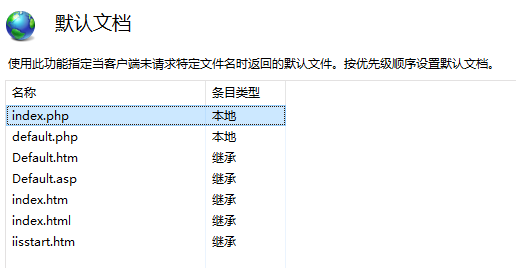 默认文档
使用此功能指定当客户端未请求特定文件名时返回的默认文件。按优先级顺序设置默认文档。
名称 条目类型
index.php 本地
default.php 本地
Default.htm 继承
Default.asp 继承
index.htm 继承
index.html 继承
iisstart.htm 继承